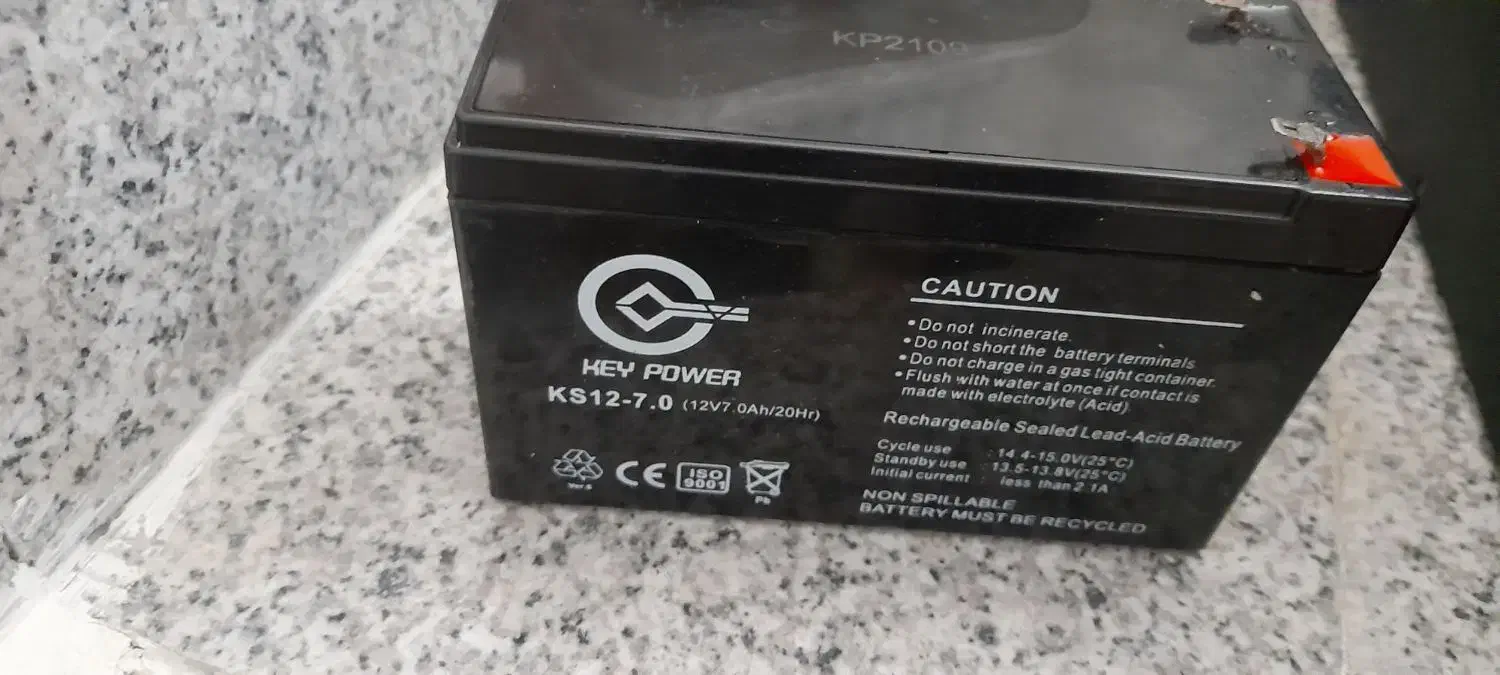 KP2109
KEY POWER
KS12-7.0 (12V7.0Ah/20Hr)
CE
ISO
9001
Pb
CAUTION
•Do not incinerate.
•Do not short the battery terminals
•Do not charge in a gas tight container.
•Flush with water at once if contact is
made with electrolyte (Acid).
Rechargeable Sealed Lead-Acid Battery
Cycle use : 14.4-15.0V(25°C)
Standby use : 13.5-13.8V(25°C)
Initial current : less than 2.1A
NON SPILLABLE
BATTERY MUST BE RECYCLED